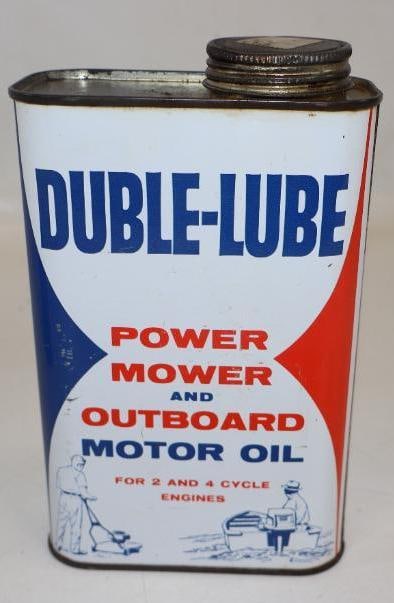 DUBLE-LUBE
POWER
MOWER
AND
OUTBOARD
MOTOR OIL
FOR 2 AND 4 CYCLE
ENGINES